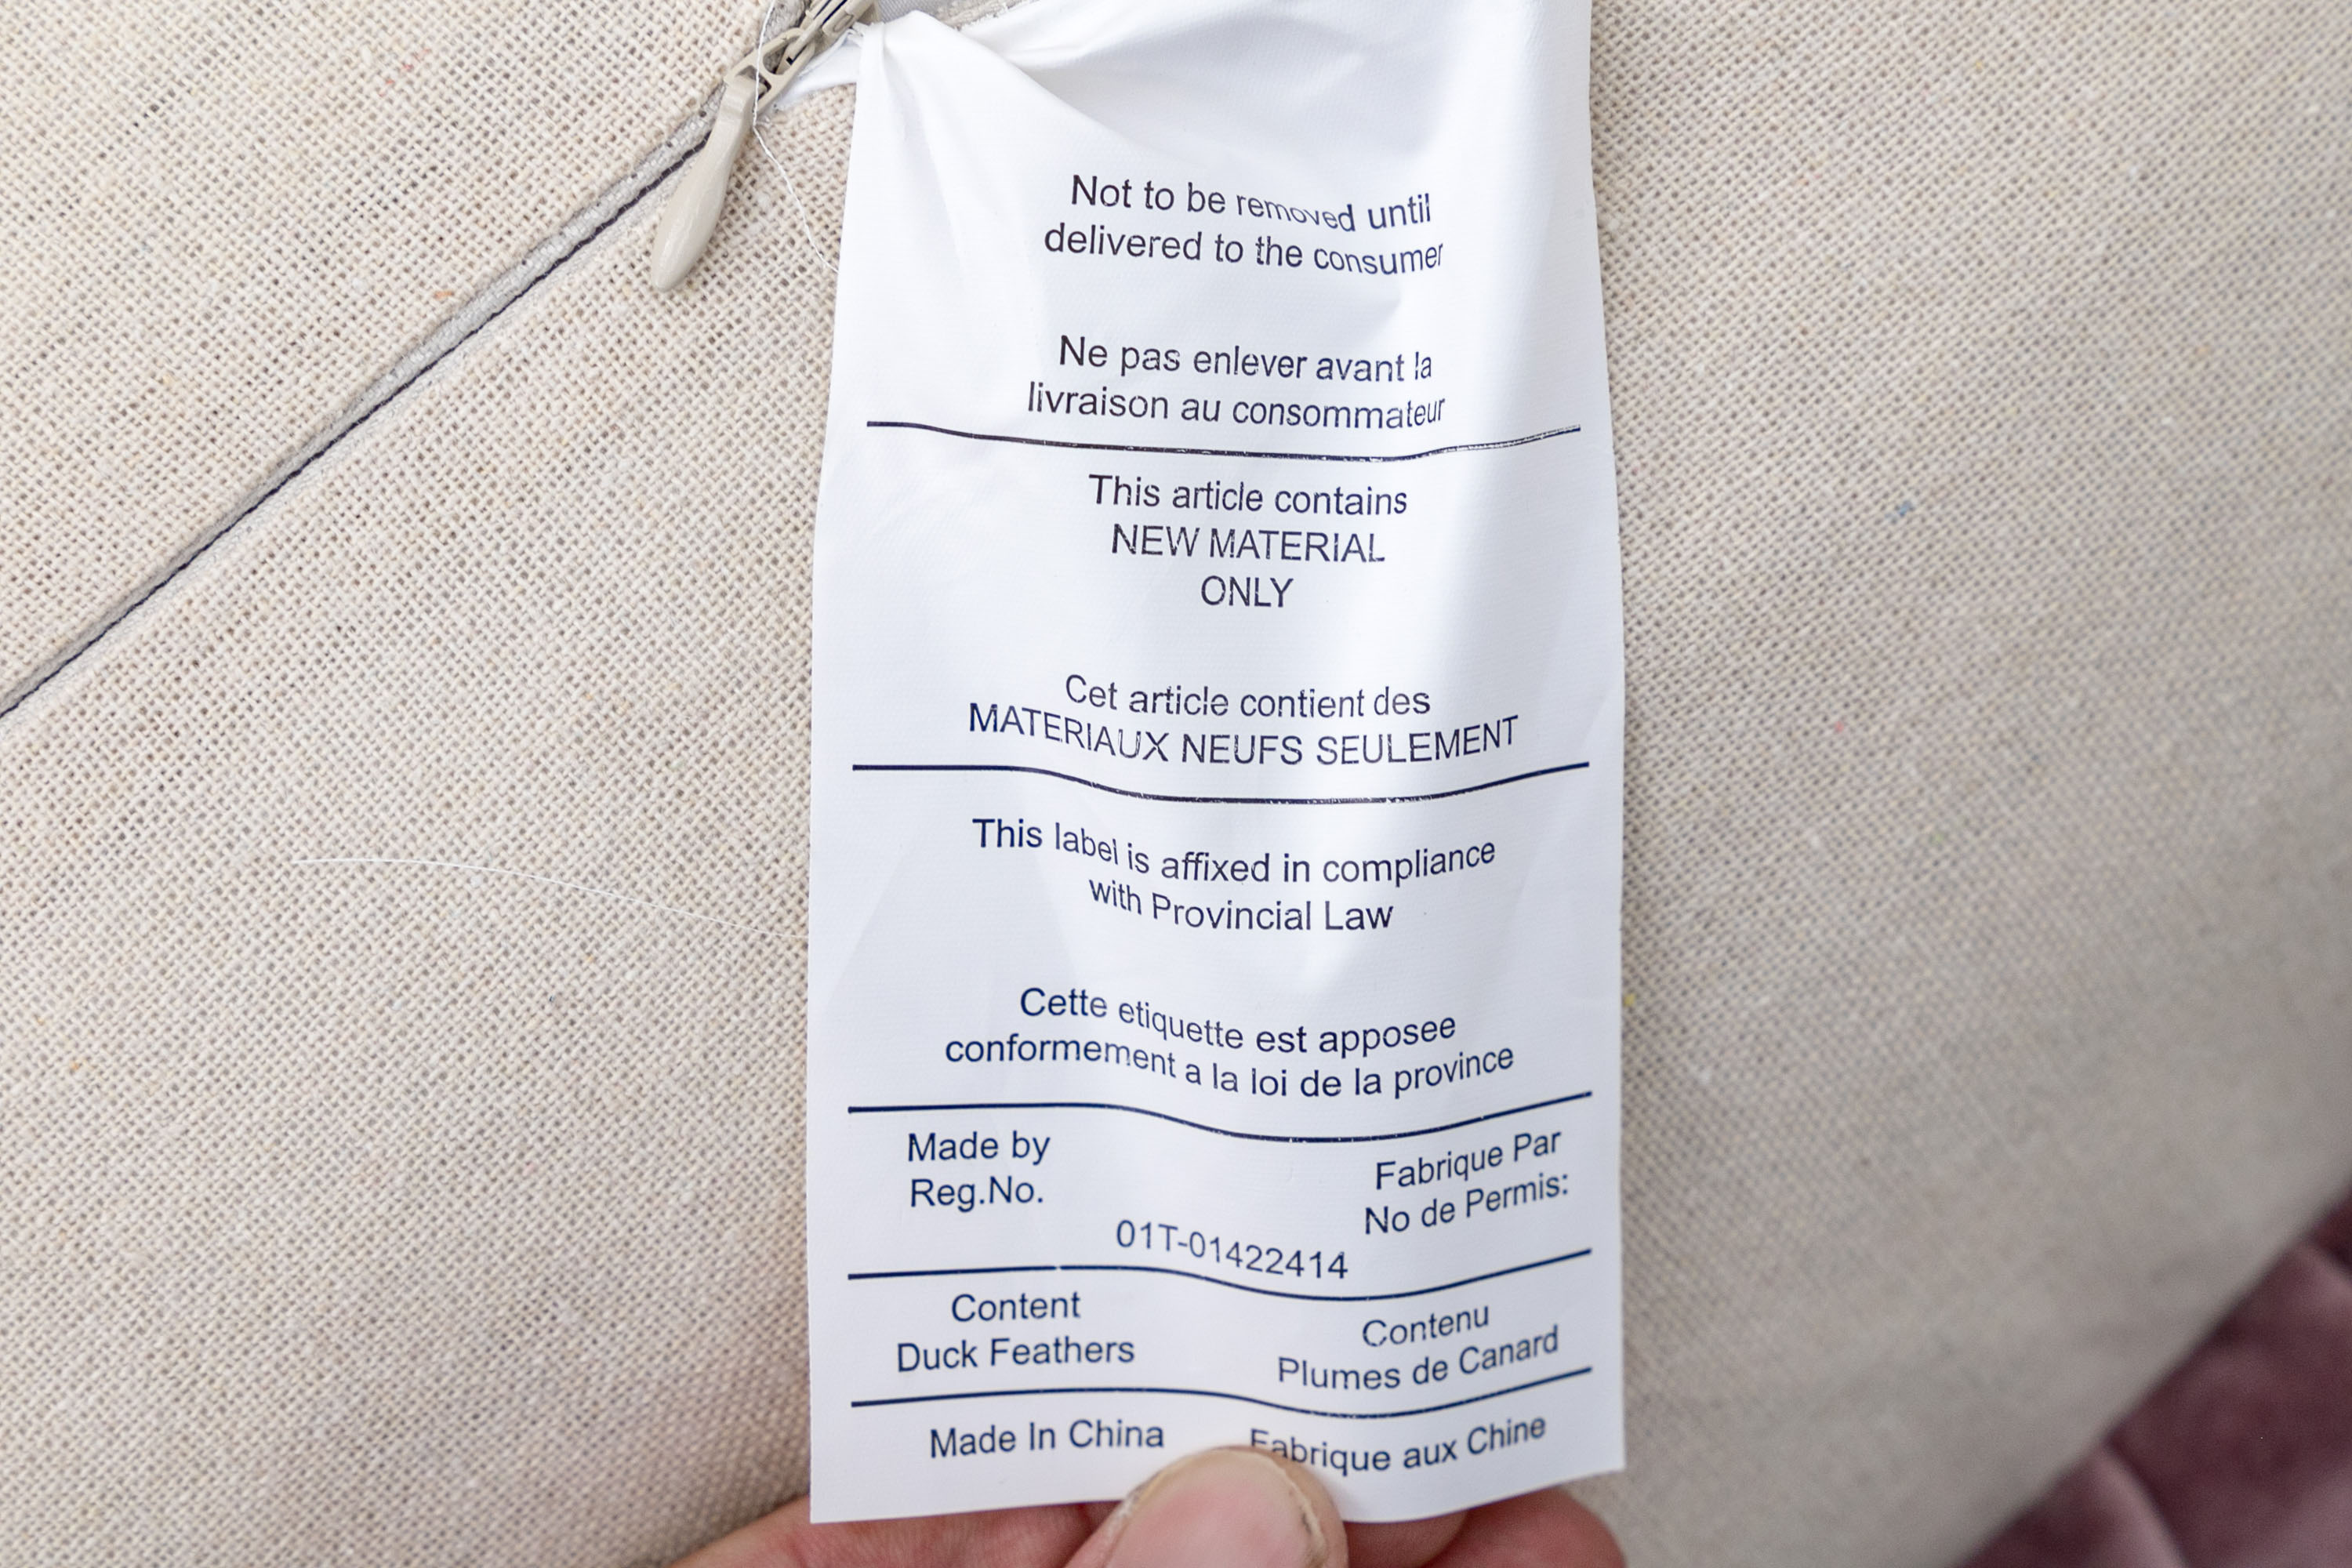 Not to be removed until
delivered to the consumer
Ne pas enlever avant la
livraison au consommateur
This article contains
NEW MATERIAL
ONLY
Cet article contient des
MATERIAUX NEUFS SEULEMENT
This label is affixed in compliance
with Provincial Law
Cette etiquette est apposee
conformement a la loi de la province
Made by
Reg.No.
Fabrique Par
No de Permis:
01T-01422414
Content
Duck Feathers
Contenu
Plumes de Canard
Made In China
Fabrique aux Chine